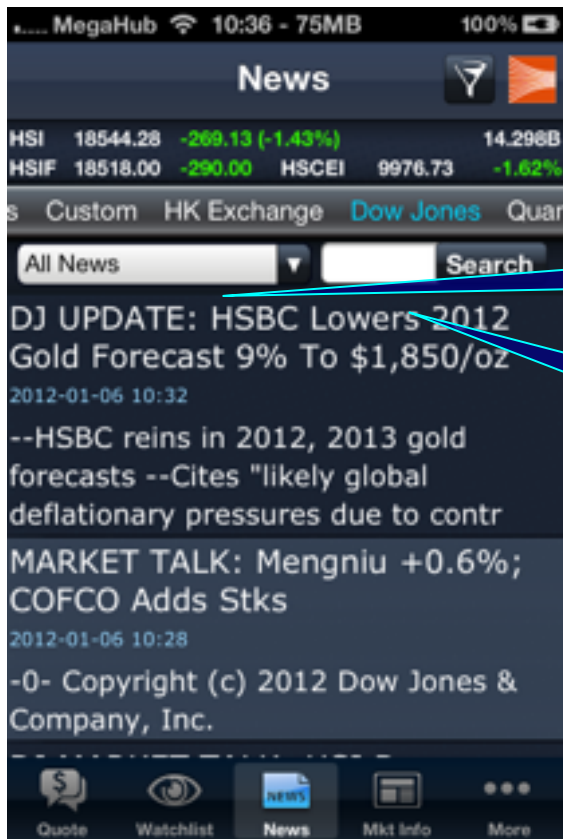 ..... MegaHub 10:36 - 75MB 100%
News
HSI 18544.28 -269.13 (-1.43%) 14.298B
HSIF 18518.00 -290.00 HSCEI 9976.73 -1.62%
s Custom HK Exchange Dow Jones Quar
All News Search
DJ UPDATE: HSBC Lowers 2012
Gold Forecast 9% To $1,850/oz
2012-01-06 10:32
--HSBC reins in 2012, 2013 gold
forecasts --Cites "likely global
deflationary pressures due to contr
MARKET TALK: Mengniu +0.6%;
COFCO Adds Stks
2012-01-06 10:28
-0- Copyright (c) 2012 Dow Jones &
Company, Inc.
NEWS
Quote Watchlist News Mkt Info More